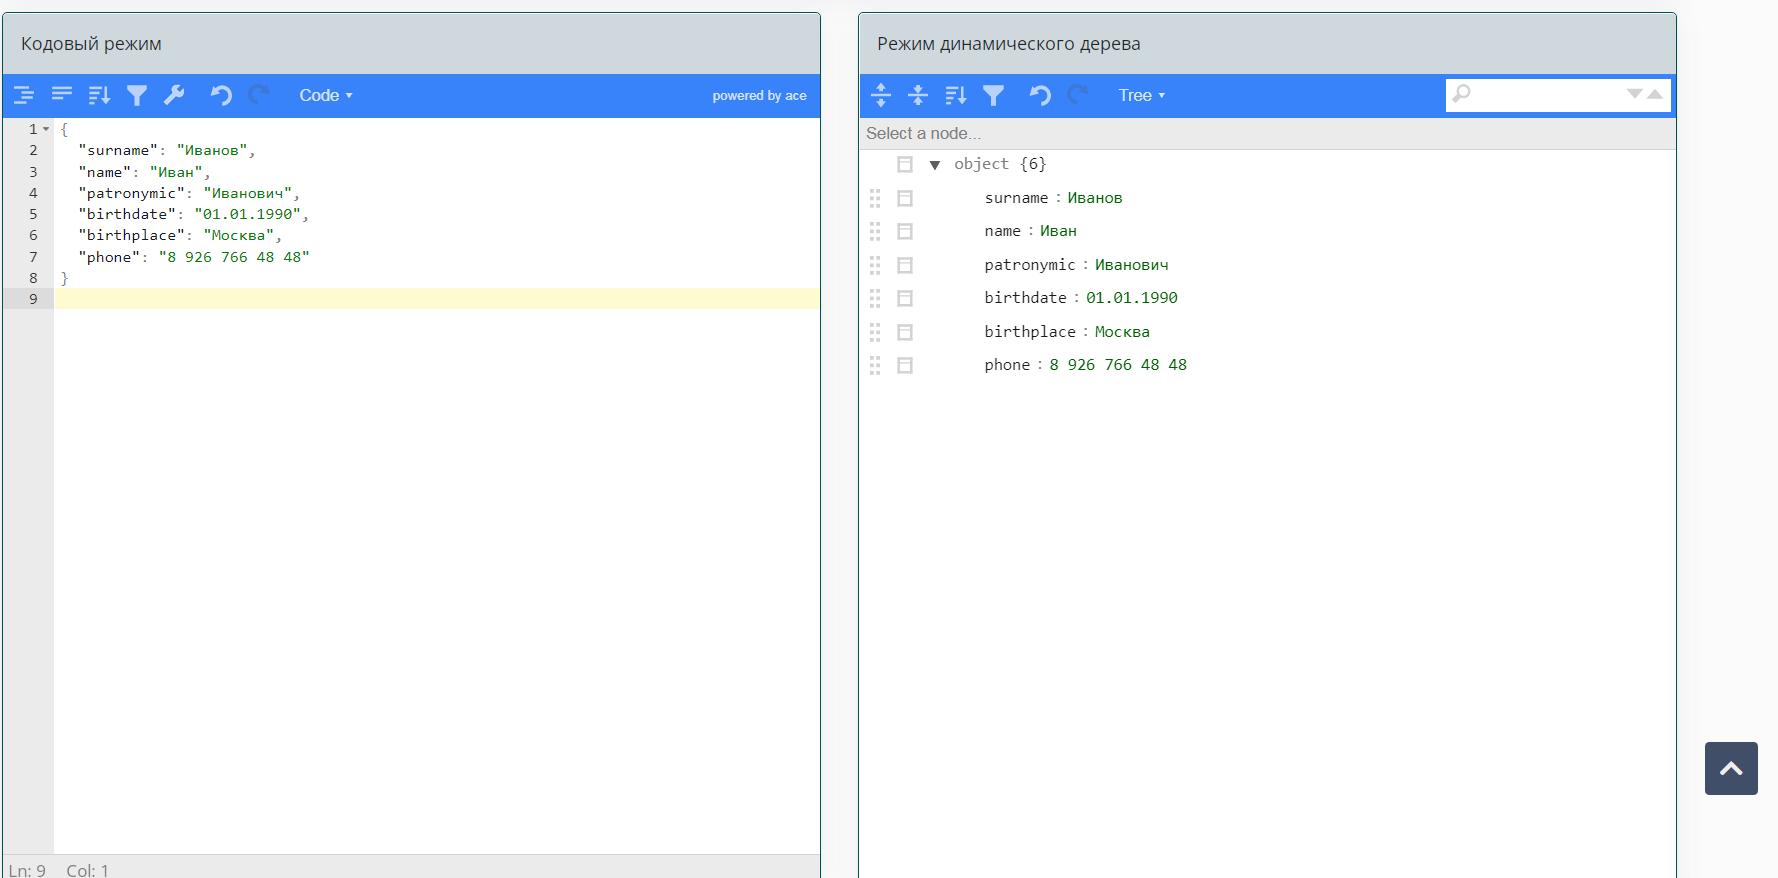 Кодовый режим
Code
powered by ace
1 {
2 "surname": "Иванов",
3 "name": "Иван",
4 "patronymic": "Иванович",
5 "birthdate": "01.01.1990",
6 "birthplace": "Москва",
7 "phone": "8 926 766 48 48"
8 }
9
Ln: 9 Col: 1
Режим динамического дерева
Tree
Select a node...
object {6}
surname : Иванов
name : Иван
patronymic : Иванович
birthdate : 01.01.1990
birthplace : Москва
phone : 8 926 766 48 48